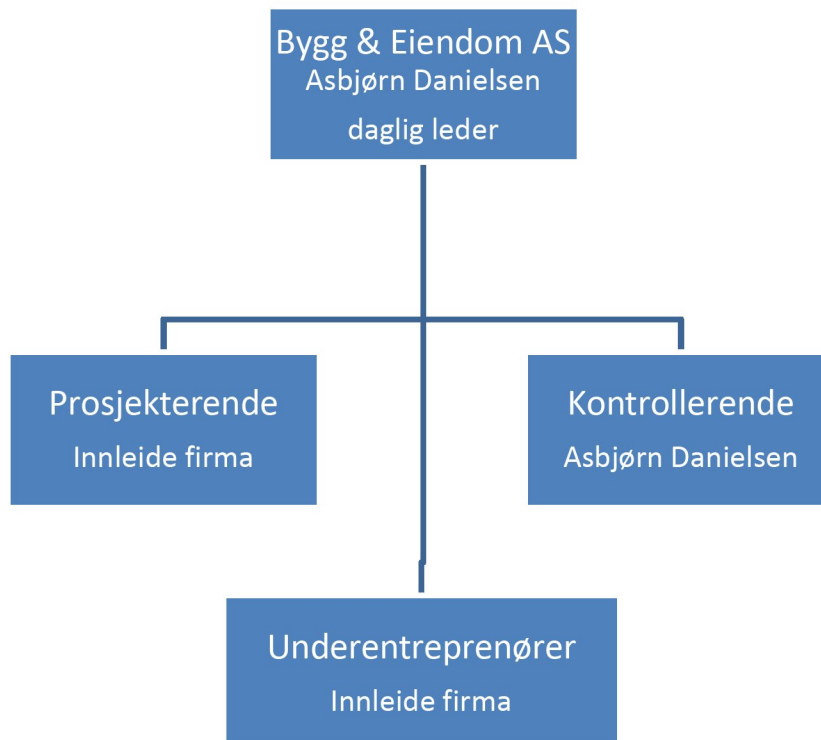 Bygg & Eiendom AS
Asbjørn Danielsen
daglig leder
Prosjekterende
Innleide firma
Kontrollerende
Asbjørn Danielsen
Underentreprenører
Innleide firma